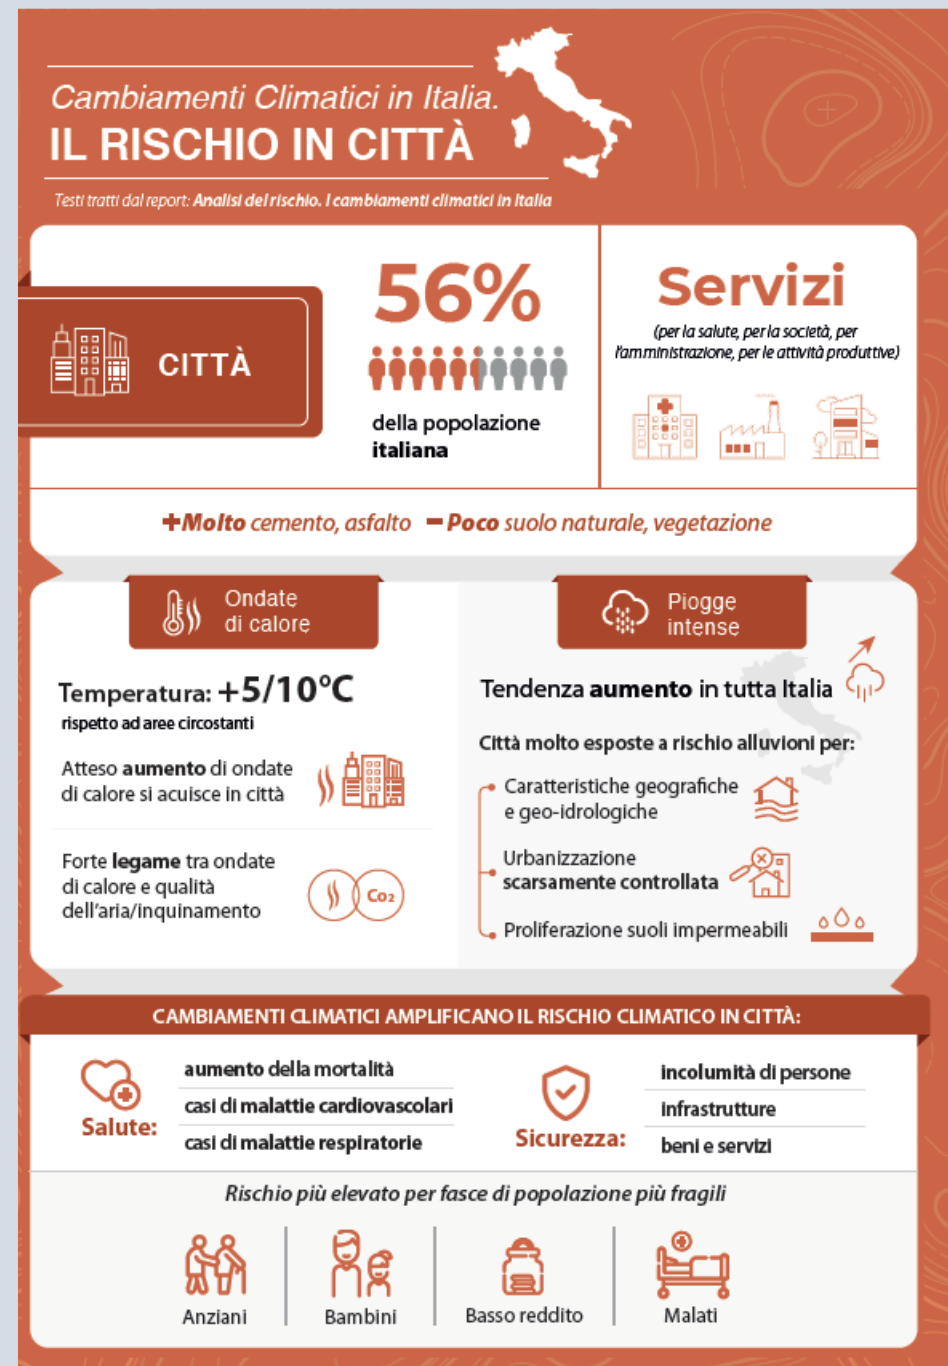 Cambiamenti Climatici in Italia.
IL RISCHIO IN CITTÀ
Testi tratti dal report: Analisi del rischio. I cambiamenti climatici in Italia
CITTÀ
56%
della popolazione
italiana
Servizi
(per la salute, per la società, per
l'amministrazione, per le attività produttive)
+Molto cemento, asfalto −Poco suolo naturale, vegetazione
Ondate
di calore
Temperatura: +5/10°C
rispetto ad aree circostanti
Atteso aumento di ondate
di calore si acuisce in città
Forte legame tra ondate
di calore e qualità
dell'aria/inquinamento
Co2
Piogge
intense
Tendenza aumento in tutta Italia
Città molto esposte a rischio alluvioni per:
Caratteristiche geografiche
e geo-idrologiche
Urbanizzazione
scarsamente controllata
Proliferazione suoli impermeabili
CAMBIAMENTI CLIMATICI AMPLIFICANO IL RISCHIO CLIMATICO IN CITTÀ:
Salute:
aumento della mortalità
casi di malattie cardiovascolari
casi di malattie respiratorie
Sicurezza:
incolumità di persone
infrastrutture
beni e servizi
Rischio più elevato per fasce di popolazione più fragili
Anziani
Bambini
Basso reddito
Malati